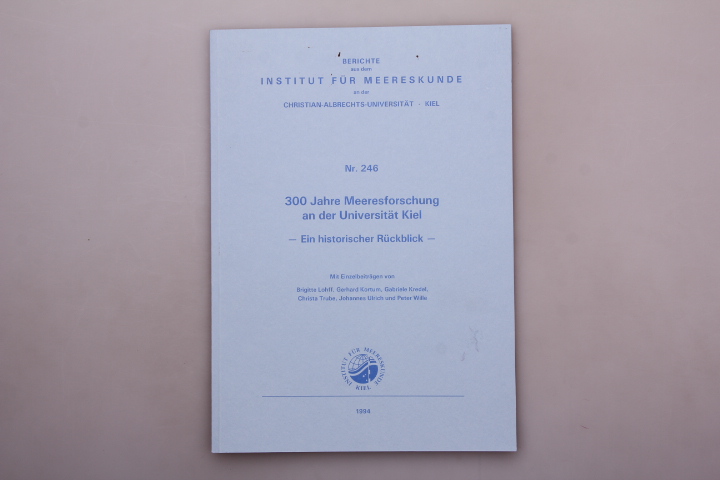 BERICHTE
aus dem
INSTITUT FÜR MEERESKUNDE
an der
CHRISTIAN-ALBRECHTS-UNIVERSITÄT · KIEL
Nr. 246
300 Jahre Meeresforschung
an der Universität Kiel
— Ein historischer Rückblick —
Mit Einzelbeiträgen von
Brigitte Lohff, Gerhard Kortum, Gabriele Kredel,
Christa Trube, Johannes Ulrich und Peter Wille
INSTITUT FÜR MEERESKUNDE
KIEL
1994